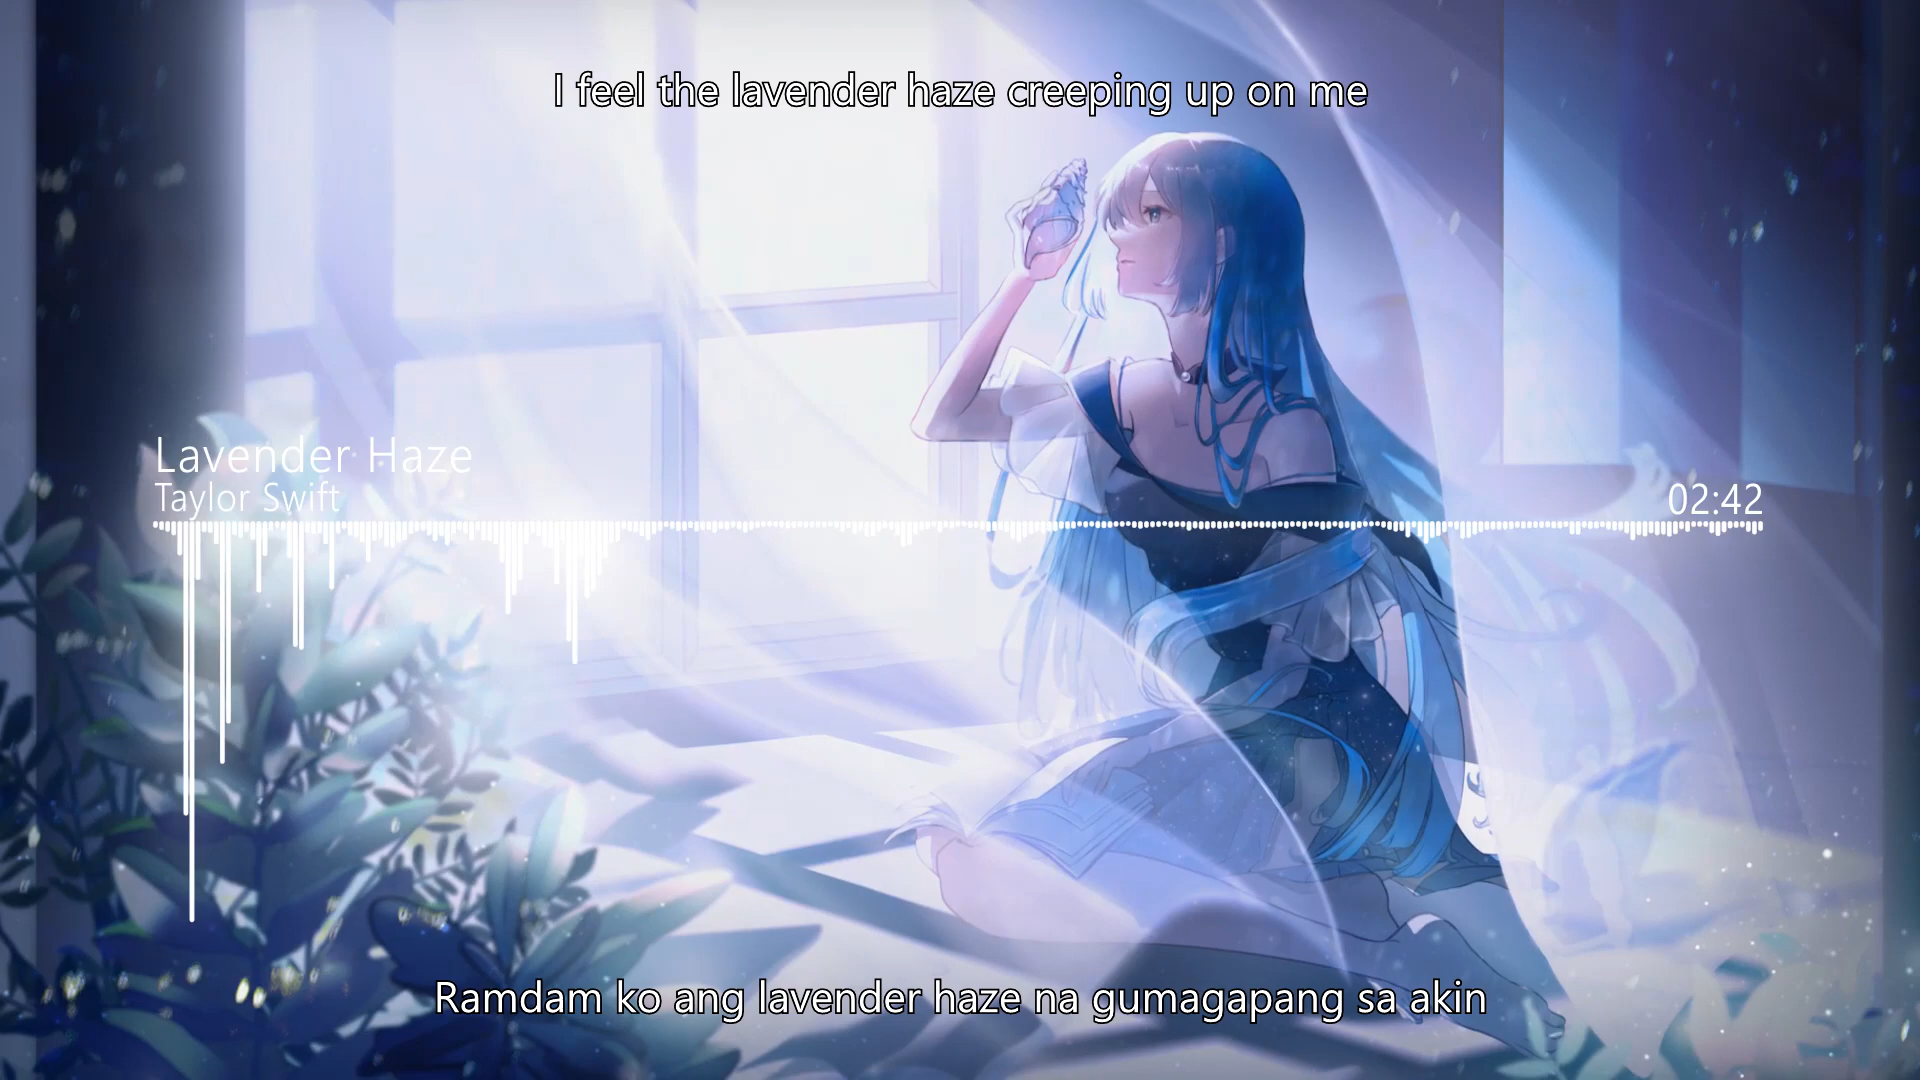 I feel the lavender haze creeping up on me
Lavender Haze
Taylor Swift
02:42
Ramdam ko ang lavender haze na gumagapang sa akin